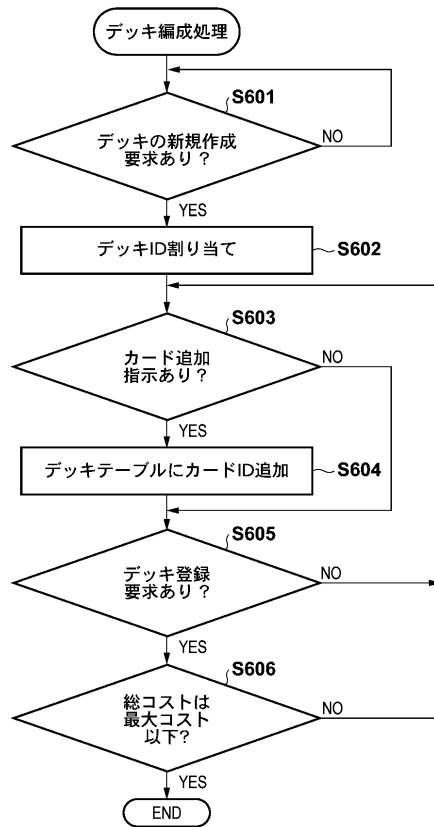 デッキ編成処理
S601
デッキの新規作成
要求あり？
NO
YES
デッキID割り当て
S602
S603
カード追加
指示あり？
NO
YES
デッキテーブルにカードID追加
S604
S605
デッキ登録
要求あり？
NO
YES
S606
総コストは
最大コスト
以下?
NO
YES
END